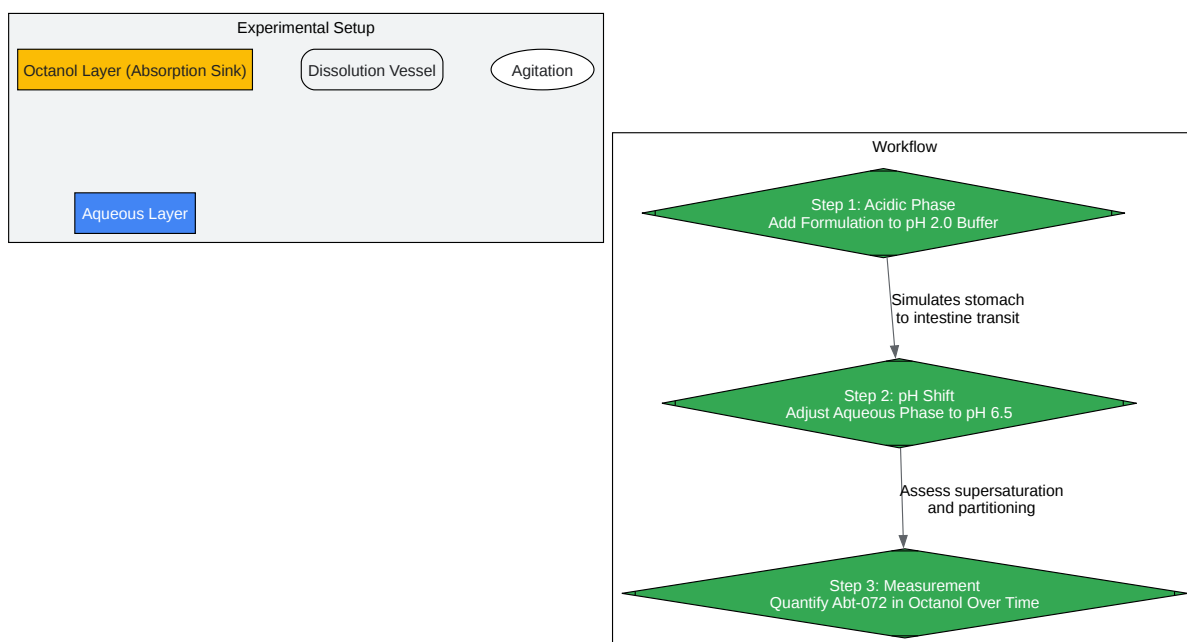 Experimental Setup
Octanol Layer (Absorption Sink)
Dissolution Vessel
Agitation
Aqueous Layer
Workflow
Step 1: Acidic Phase
Add Formulation to pH 2.0 Buffer
Simulates stomach
to intestine transit
Step 2: pH Shift
Adjust Aqueous Phase to pH 6.5
Assess supersaturation
and partitioning
Step 3: Measurement
Quantify Abt-072 in Octanol Over Time